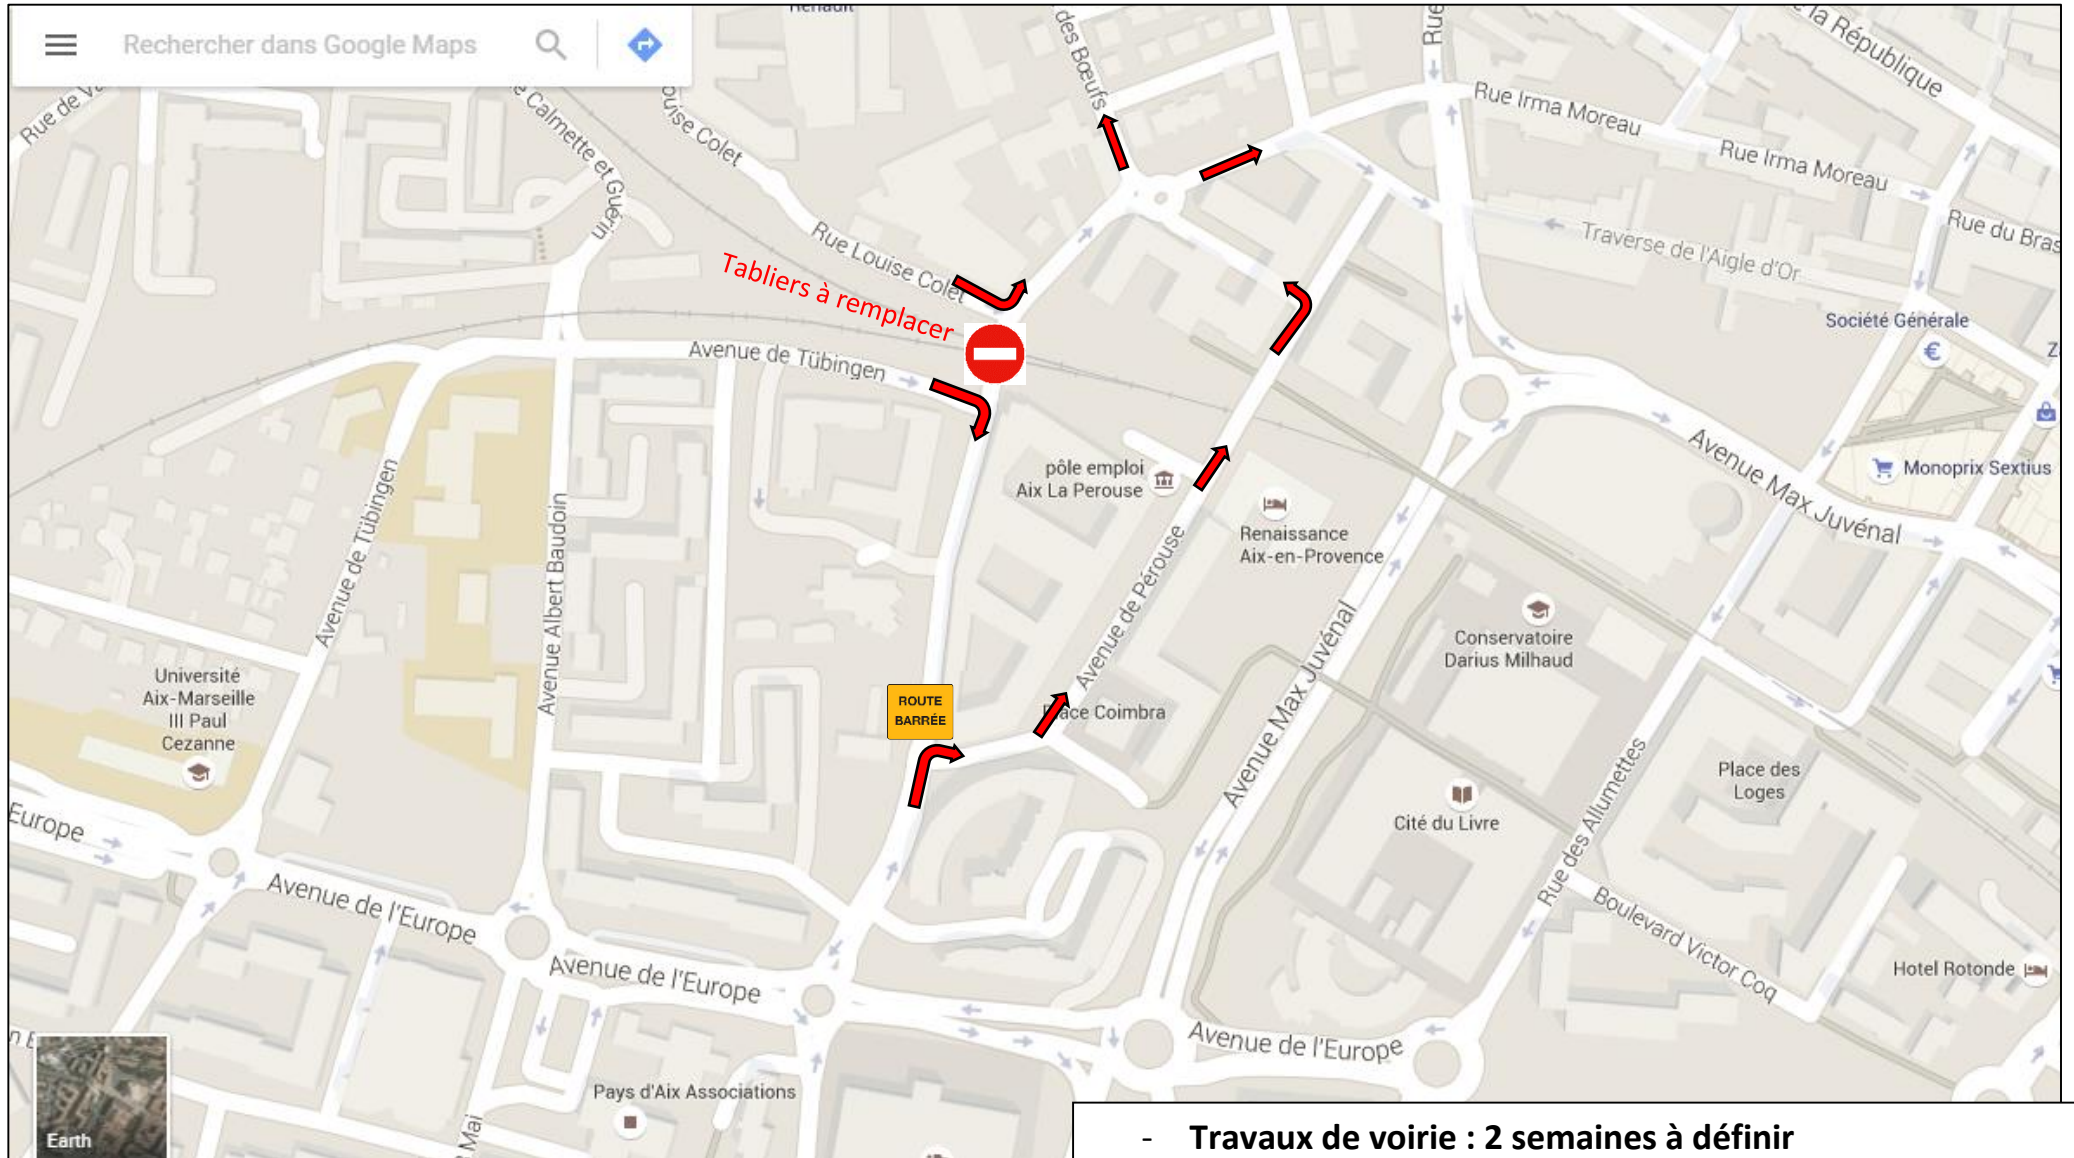 Rechercher dans Google Maps
Renault
des Bœufs
Rue
la République
Rue Irma Moreau
Rue Irma Moreau
Rue du Bras
Traverse de l'Aigle d'Or
Rue de V
e Calmette et Guérin
ouise Colet
Rue Louise Colet
Tabliers à remplacer
Avenue de Tübingen
Société Générale
€
Monoprix Sextius
Avenue Max Juvénal
pôle emploi
Aix La Perouse
Renaissance
Aix-en-Provence
Avenue de Tübingen
Avenue Albert Baudoin
Avenue de Pérouse
Avenue Max Juvénal
Conservatoire
Darius Milhaud
Université
Aix-Marseille
III Paul
Cezanne
ROUTE
BARRÉE
ace Coimbra
Cité du Livre
Place des
Loges
Rue des Allumettes
Boulevard Victor Coq
Hotel Rotonde
Europe
Avenue de l'Europe
Avenue de l'Europe
Avenue de l'Europe
Pays d'Aix Associations
Mai
Earth
- Travaux de voirie : 2 semaines à définir